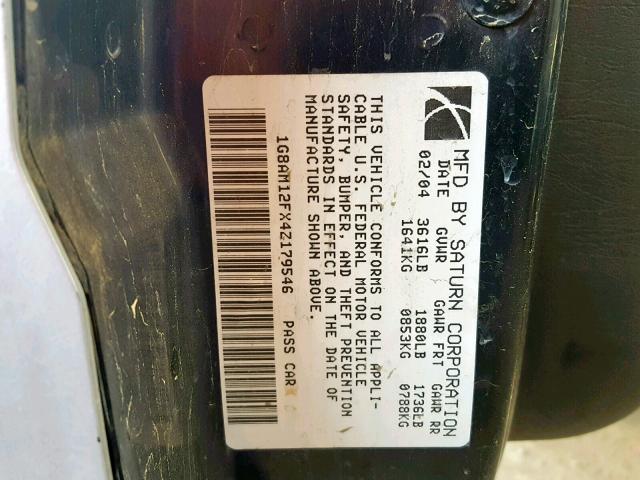 MFD BY SATURN CORPORATION
DATE GVWR GAWR FRT GAWR RR
02/04 3616LB 1880LB 1736LB
1641KG 0853KG 0788KG
THIS VEHICLE CONFORMS TO ALL APPLI-
CABLE U.S. FEDERAL MOTOR VEHICLE
SAFETY, BUMPER, AND THEFT PREVENTION
STANDARDS IN EFFECT ON THE DATE OF
MANUFACTURE SHOWN ABOVE.
1G8AM12FX4Z179546 PASS CAR